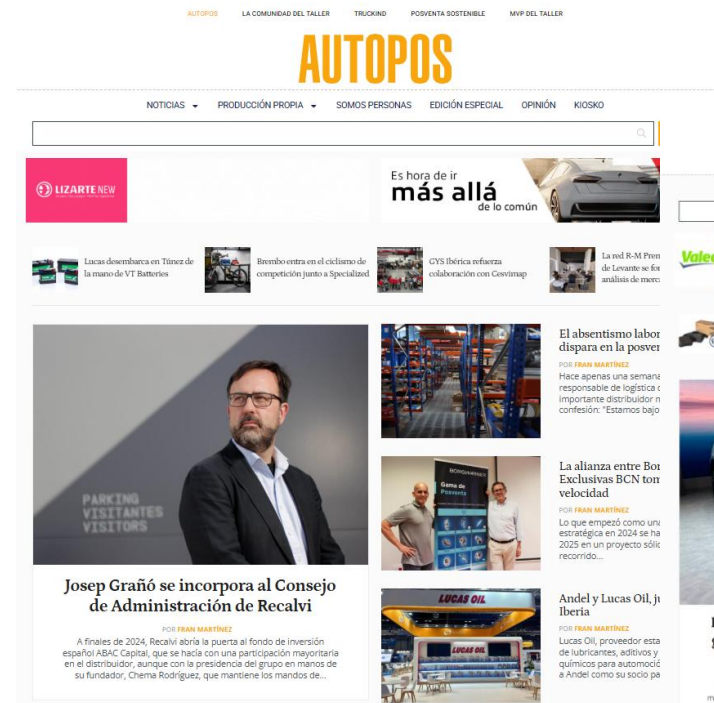 AUTOPOS LA COMUNIDAD DEL TALLER TRUCKIND POSVENTA SOSTENIBLE MVP DEL TALLER
AUTOPOS
NOTICIAS PRODUCCIÓN PROPIA SOMOS PERSONAS EDICIÓN ESPECIAL OPINIÓN KIOSKO
LIZARTE NEW
Es hora de ir
más allá
de lo común
Lucas desembarca en Túnez de
la mano de VT Batteries
Brembo entra en el ciclismo de
competición junto a Specialized
GYS Ibérica refuerza
colaboración con Cesvimap
La red R-M Prem
de Levante se for
análisis de merca
Valeo
PARKING
VISITANTES
VISITORS
Josep Grañó se incorpora al Consejo
de Administración de Recalvi
POR FRAN MARTÍNEZ
A finales de 2024, Recalvi abría la puerta al fondo de inversión
español ABAC Capital, que se hacía con una participación mayoritaria
en el distribuidor, aunque con la presidencia del grupo en manos de
su fundador, Chema Rodríguez, que mantiene los mandos de...
El absentismo labor
dispara en la posven
POR FRAN MARTÍNEZ
Hace apenas una semana
responsable de logística d
importante distribuidor n
confesión: "Estamos bajo
BORGWARNER
Gama de
Posventa
La alianza entre Bor
Exclusivas BCN tom
velocidad
POR FRAN MARTÍNEZ
Lo que empezó como una
estratégica en 2024 se ha
2025 en un proyecto sólid
recorrido...
LUCAS OIL
LUCAS OIL
Andel y Lucas Oil, ju
Iberia
POR FRAN MARTÍNEZ
Lucas Oil, proveedor esta
de lubricantes, aditivos y
químicos para automoció
a Andel como su socio pa